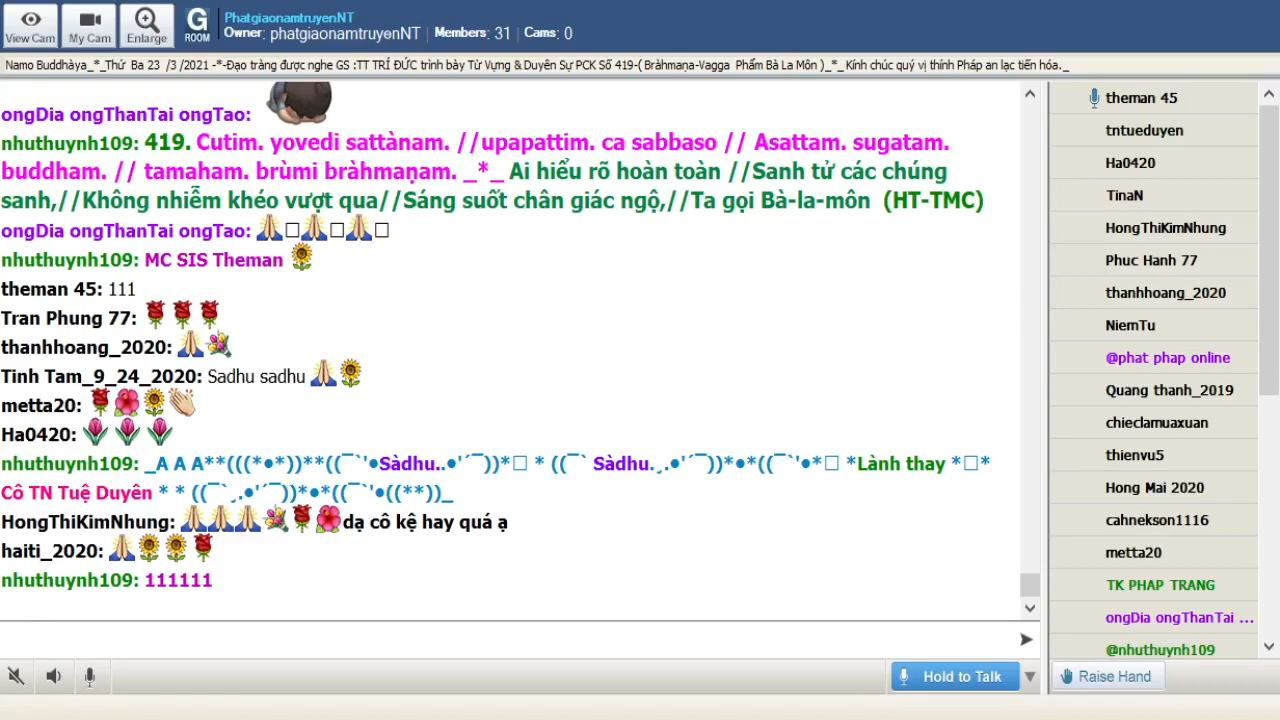 PhatgiaonamtruyenNT
View Cam
My Cam
Enlarge
G ROOM
Owner: phatgiaonamtruyenNT
Members: 31
Cams: 0
Namo Buddhàya_*_Thứ Ba 23 /3 /2021 -*-Đạo tràng được nghe GS :TT TRÍ ĐỨC trình bày Từ Vựng & Duyên Sự PCK Số 419-( Bràhmaṇa-Vagga Phẩm Bà La Môn )_*_ Kính chúc quý vị thính Pháp an lạc tiến hóa._
ongDia ongThanTai ongTao:
nhuthuynh109: 419. Cutim. yovedi sattànam. //upapattim. ca sabbaso // Asattam. sugatam.
buddham. // tamaham. brùmi bràhmaṇam. _*_ Ai hiểu rõ hoàn toàn //Sanh tử các chúng
sanh,//Không nhiễm khéo vượt qua//Sáng suốt chân giác ngộ,//Ta gọi Bà-la-môn (HT-TMC)
ongDia ongThanTai ongTao: 🙏□🙏□🙏□
nhuthuynh109: MC SIS Theman 🌻
theman 45: 111
Tran Phung 77: 🌹🌹🌹
thanhhoang_2020: 🙏💐
Tinh Tam_9_24_2020: Sadhu sadhu 🙏🌻
metta20: 🌹🌺🌻👏
Ha0420: 🌷🌷🌷
nhuthuynh109: _A A A**(((*•*))**((¯`'•Sàdhu..•'´¯))*□ * ((¯` Sàdhu.¸.•'´¯))*•*((¯`'•*□ *Lành thay *□*
Cô TN Tuệ Duyên * * ((¯`¸.•'´¯))*•*((¯`'•((**))_
HongThiKimNhung: 🙏🙏🙏💐🌹🌺dạ cô kệ hay quá ạ
haiti_2020: 🙏🌻🌻🌹
nhuthuynh109: 111111
Hold to Talk
theman 45
tntueduyen
Ha0420
TinaN
HongThiKimNhung
Phuc Hanh 77
thanhhoang_2020
NiemTu
@phat phap online
Quang thanh_2019
chieclamuaxuan
thienvu5
Hong Mai 2020
cahnekson1116
metta20
TK PHAP TRANG
ongDia ongThanTai ...
@nhuthuynh109
Raise Hand